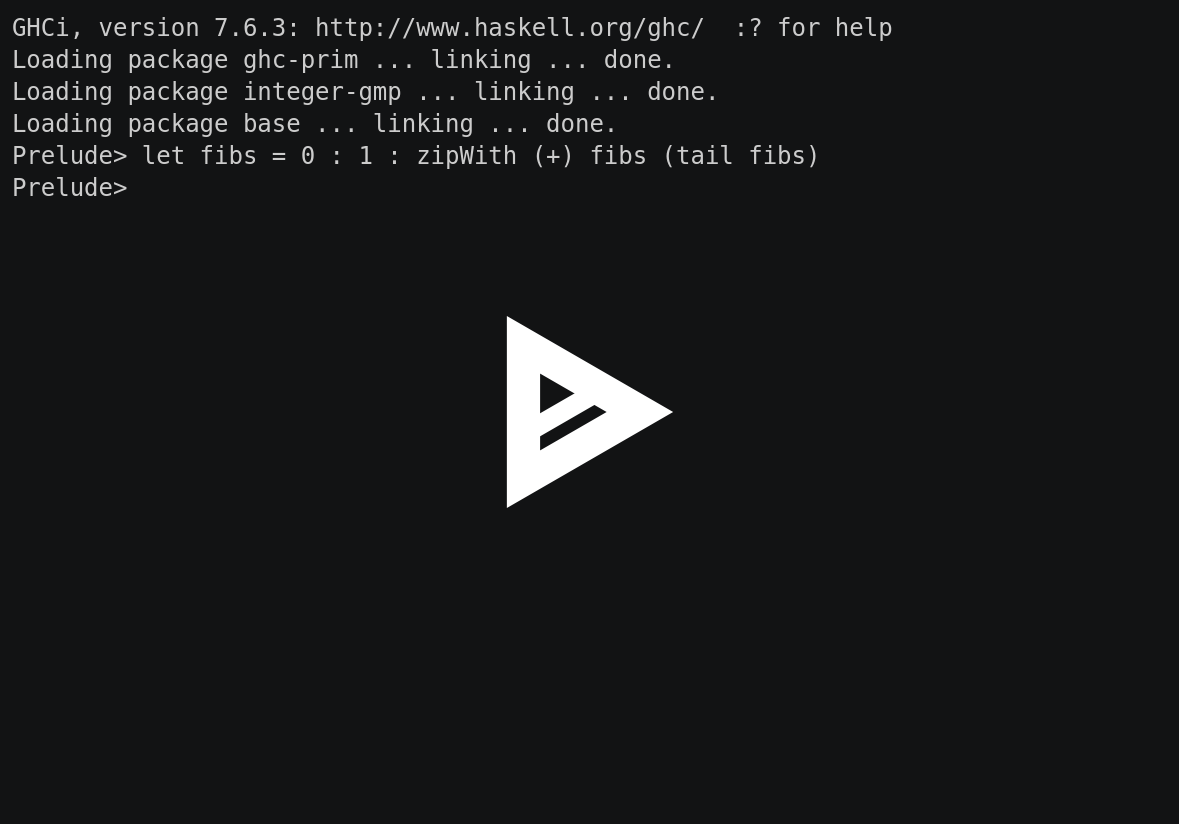 GHCi, version 7.6.3: http://www.haskell.org/ghc/  :? for help
Loading package ghc-prim ... linking ... done.
Loading package integer-gmp ... linking ... done.
Loading package base ... linking ... done.
Prelude> let fibs = 0 : 1 : zipWith (+) fibs (tail fibs)
Prelude>